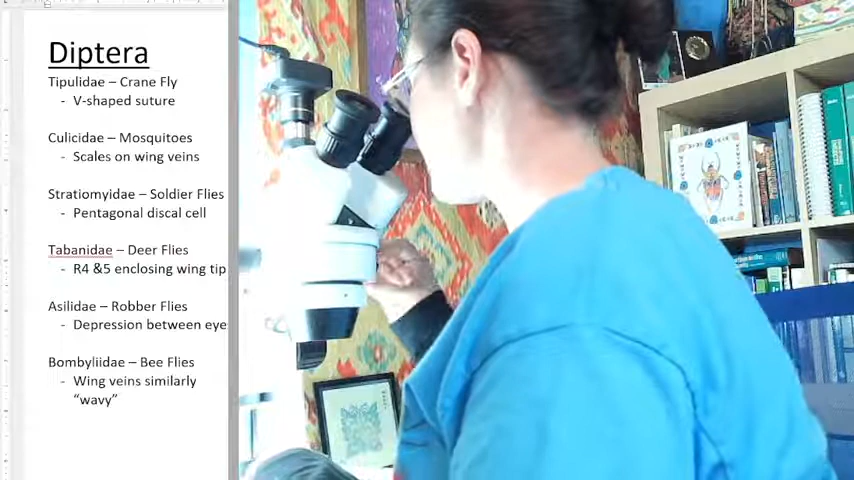 Diptera
Tipulidae – Crane Fly
- V-shaped suture
Culicidae – Mosquitoes
- Scales on wing veins
Stratiomyidae – Soldier Flies
- Pentagonal discal cell
Tabanidae – Deer Flies
- R4 &5 enclosing wing tip
Asilidae – Robber Flies
- Depression between eye
Bombyliidae – Bee Flies
- Wing veins similarly
“wavy”